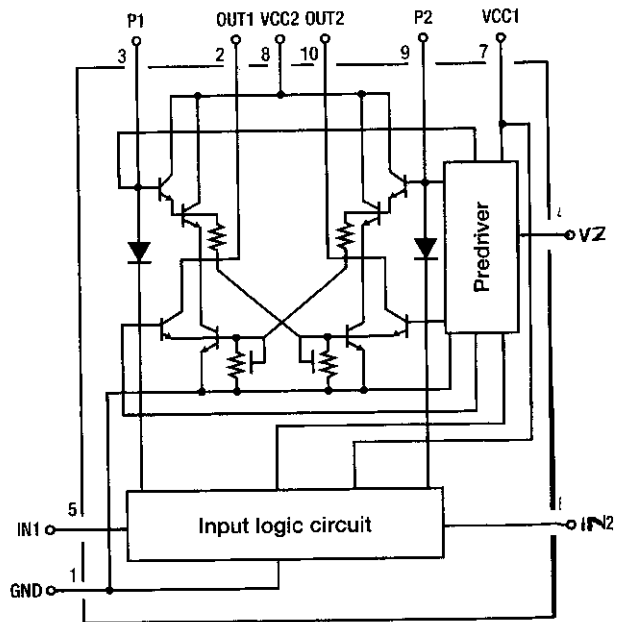 P1 OUT1 VCC2 OUT2 P2 VCC1
3 2 8 10 9 7
Predriver
VZ
5
IN1
Input logic circuit
IN2
1
GND